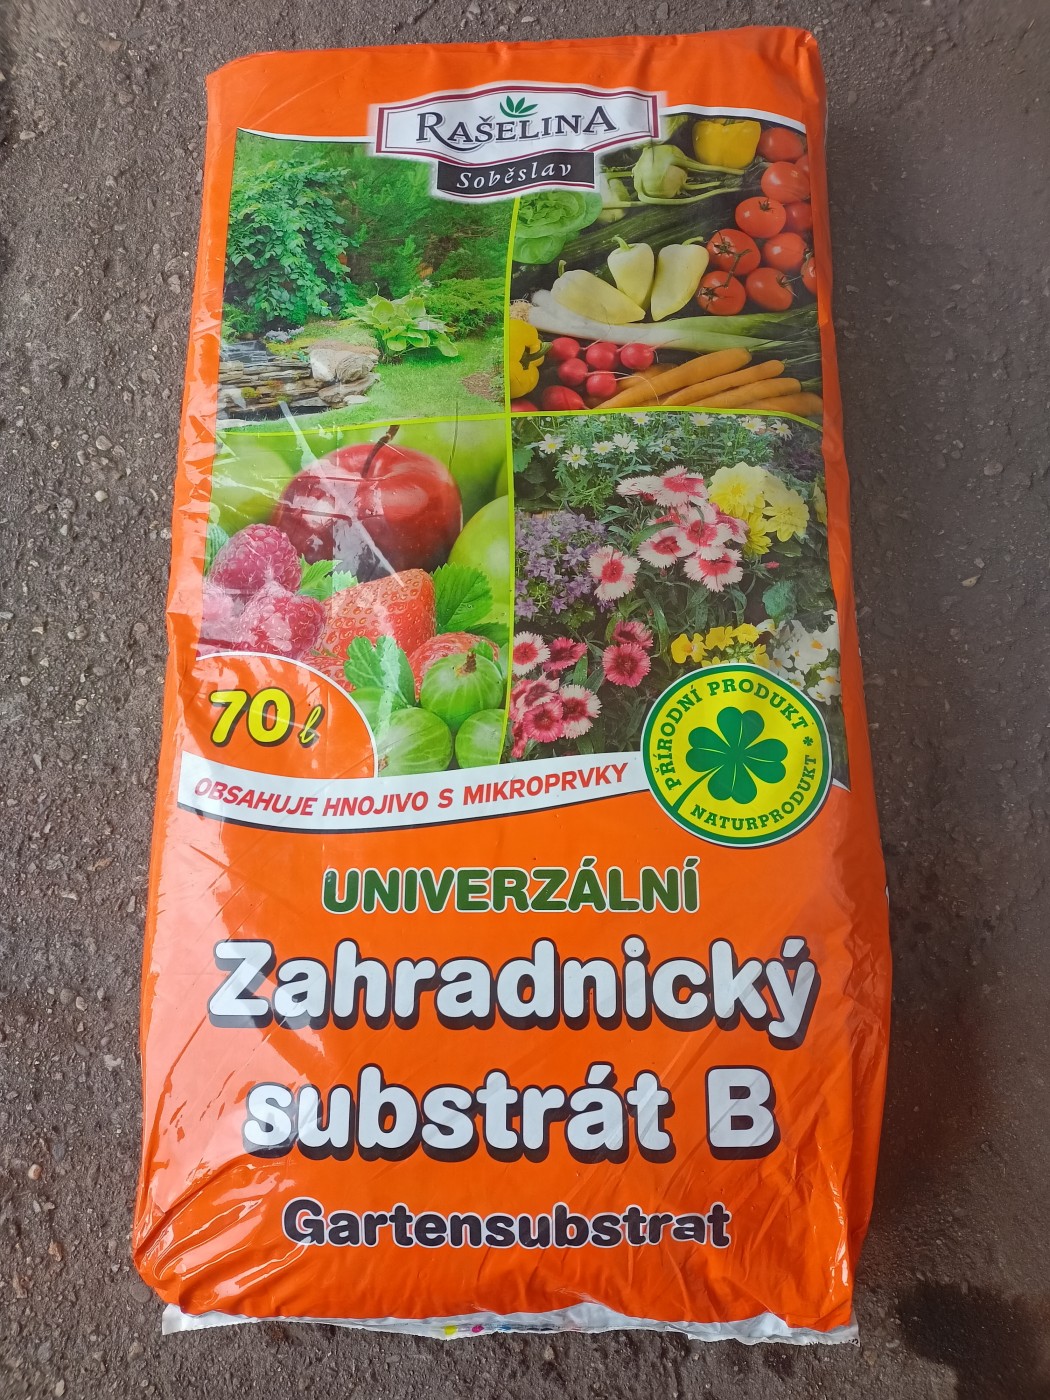 RAŠELINA
Soběslav
70 l
OBSAHUJE HNOJIVO S MIKROPRVKY
PŘÍRODNÍ PRODUKT *
NATURPRODUKT
UNIVERZÁLNÍ
Zahradnický
substrát B
Gartensubstrat